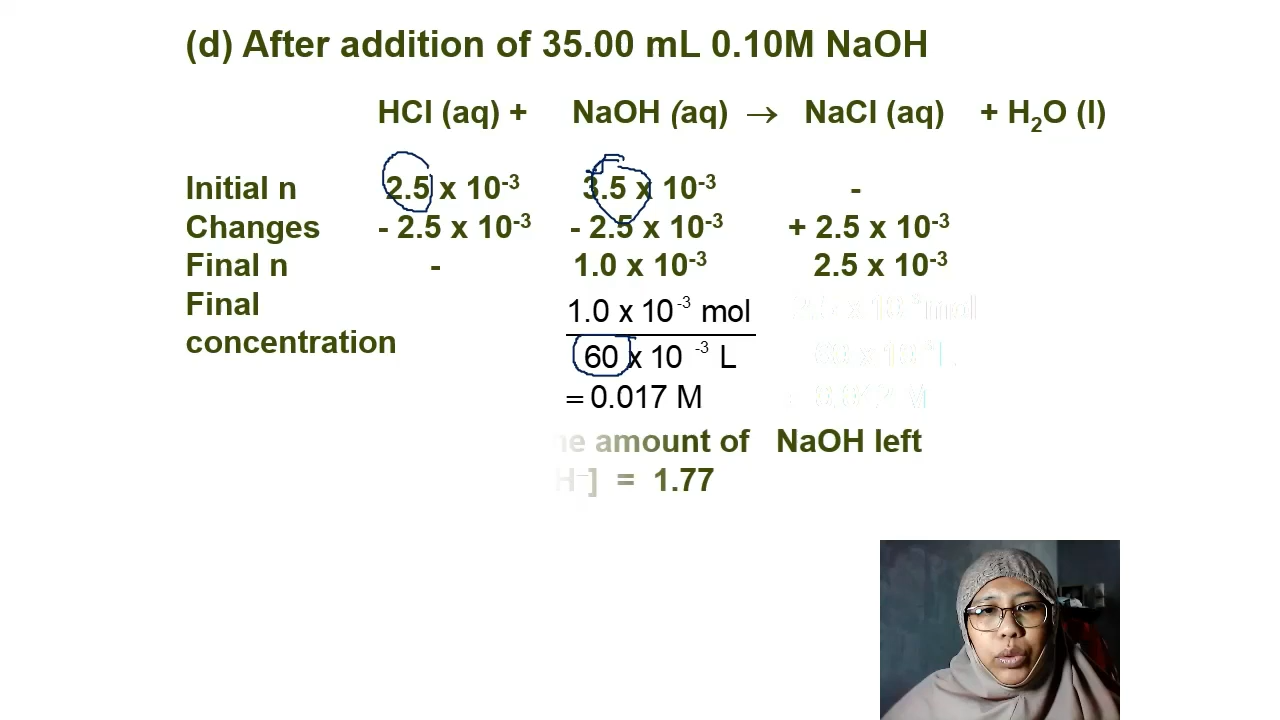 (d) After addition of 35.00 mL 0.10M NaOH
HCl (aq) + NaOH (aq) → NaCl (aq) + H₂O (l)
Initial n 2.5 x 10⁻³ 3.5 x 10⁻³ -
Changes - 2.5 x 10⁻³ - 2.5 x 10⁻³ + 2.5 x 10⁻³
Final n - 1.0 x 10⁻³ 2.5 x 10⁻³
Final 1.0 x 10⁻³ mol mol
concentration 60 x 10⁻³ L
= 0.017 M
amount of NaOH left
H⁻] = 1.77